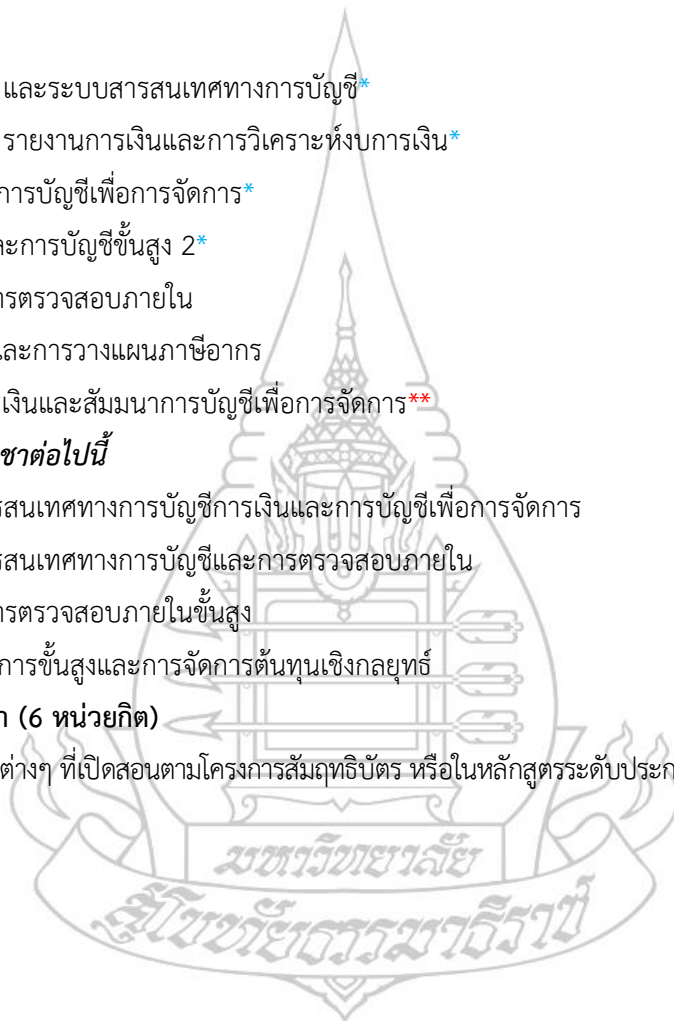 และระบบสารสนเทศทางการบัญชี*
รายงานการเงินและการวิเคราะห์งบการเงิน*
การบัญชีเพื่อการจัดการ*
ละการบัญชีขั้นสูง 2*
ารตรวจสอบภายใน
และการวางแผนภาษีอากร
รเงินและสัมมนาการบัญชีเพื่อการจัดการ**
ชาต่อไปนี้
รสนเทศทางการบัญชีการเงินและการบัญชีเพื่อการจัดการ
รสนเทศทางการบัญชีและการตรวจสอบภายใน
ารตรวจสอบภายในขั้นสูง
การขั้นสูงและการจัดการต้นทุนเชิงกลยุทธ์
า (6 หน่วยกิต)
ต่างๆ ที่เปิดสอนตามโครงการสัมฤทธิบัตร หรือในหลักสูตรระดับประก
มหาวิทยาลัย
สุโขทัยธรรมาธิราช